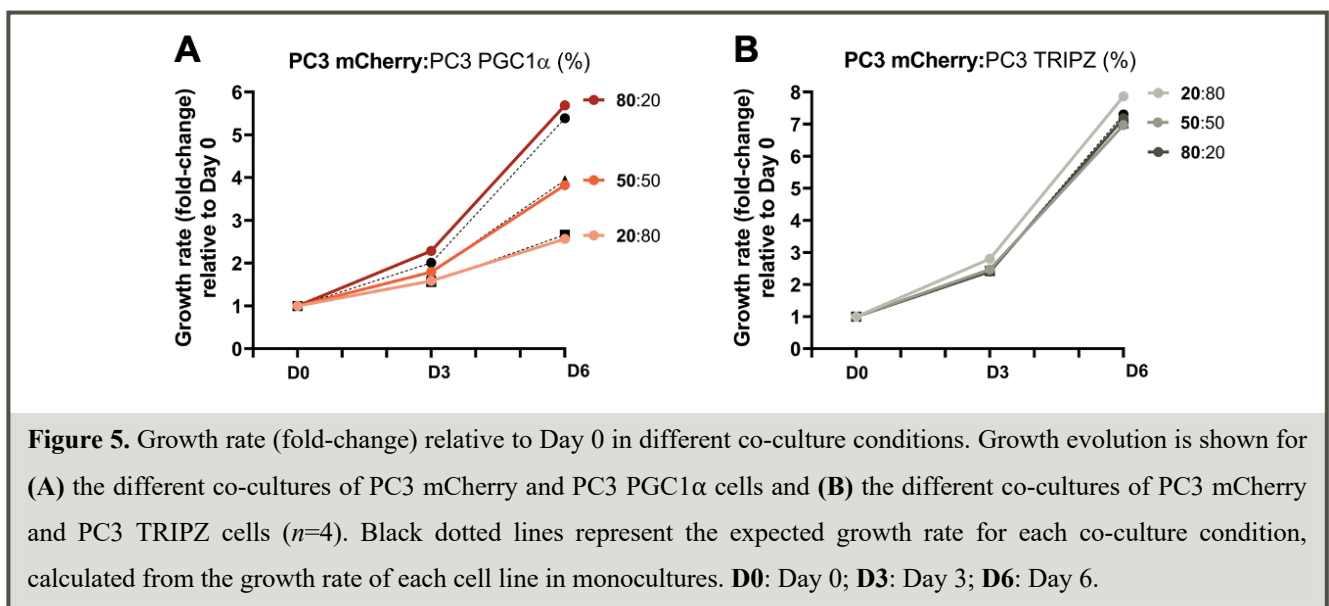 A
PC3 mCherry:PC3 PGC1α (%)
Growth rate (fold-change)
relative to Day 0
6
5
4
3
2
1
0
D0
D3
D6
80:20
50:50
20:80
B
PC3 mCherry:PC3 TRIPZ (%)
Growth rate (fold-change)
relative to Day 0
8
7
6
5
4
3
2
1
0
D0
D3
D6
20:80
50:50
80:20
Figure 5. Growth rate (fold-change) relative to Day 0 in different co-culture conditions. Growth evolution is shown for
(A) the different co-cultures of PC3 mCherry and PC3 PGC1α cells and (B) the different co-cultures of PC3 mCherry
and PC3 TRIPZ cells (n=4). Black dotted lines represent the expected growth rate for each co-culture condition,
calculated from the growth rate of each cell line in monocultures. D0: Day 0; D3: Day 3; D6: Day 6.